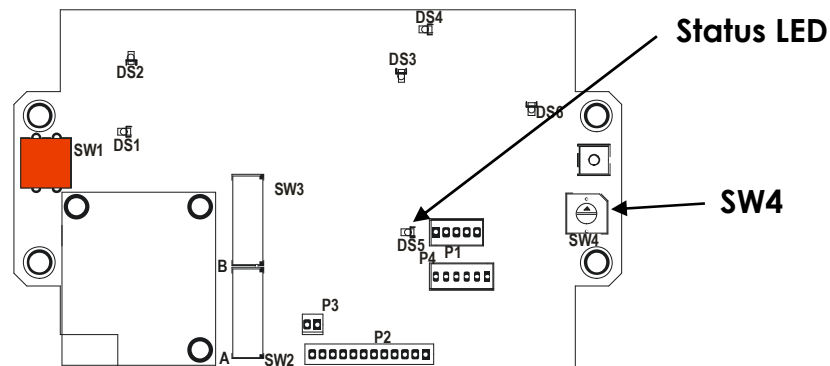 DS4
Status LED
DS3
DS2
DS6
DS1
SW1
SW3
SW4
DS5
SW4
P4
P1
B
P3
P2
A
SW2